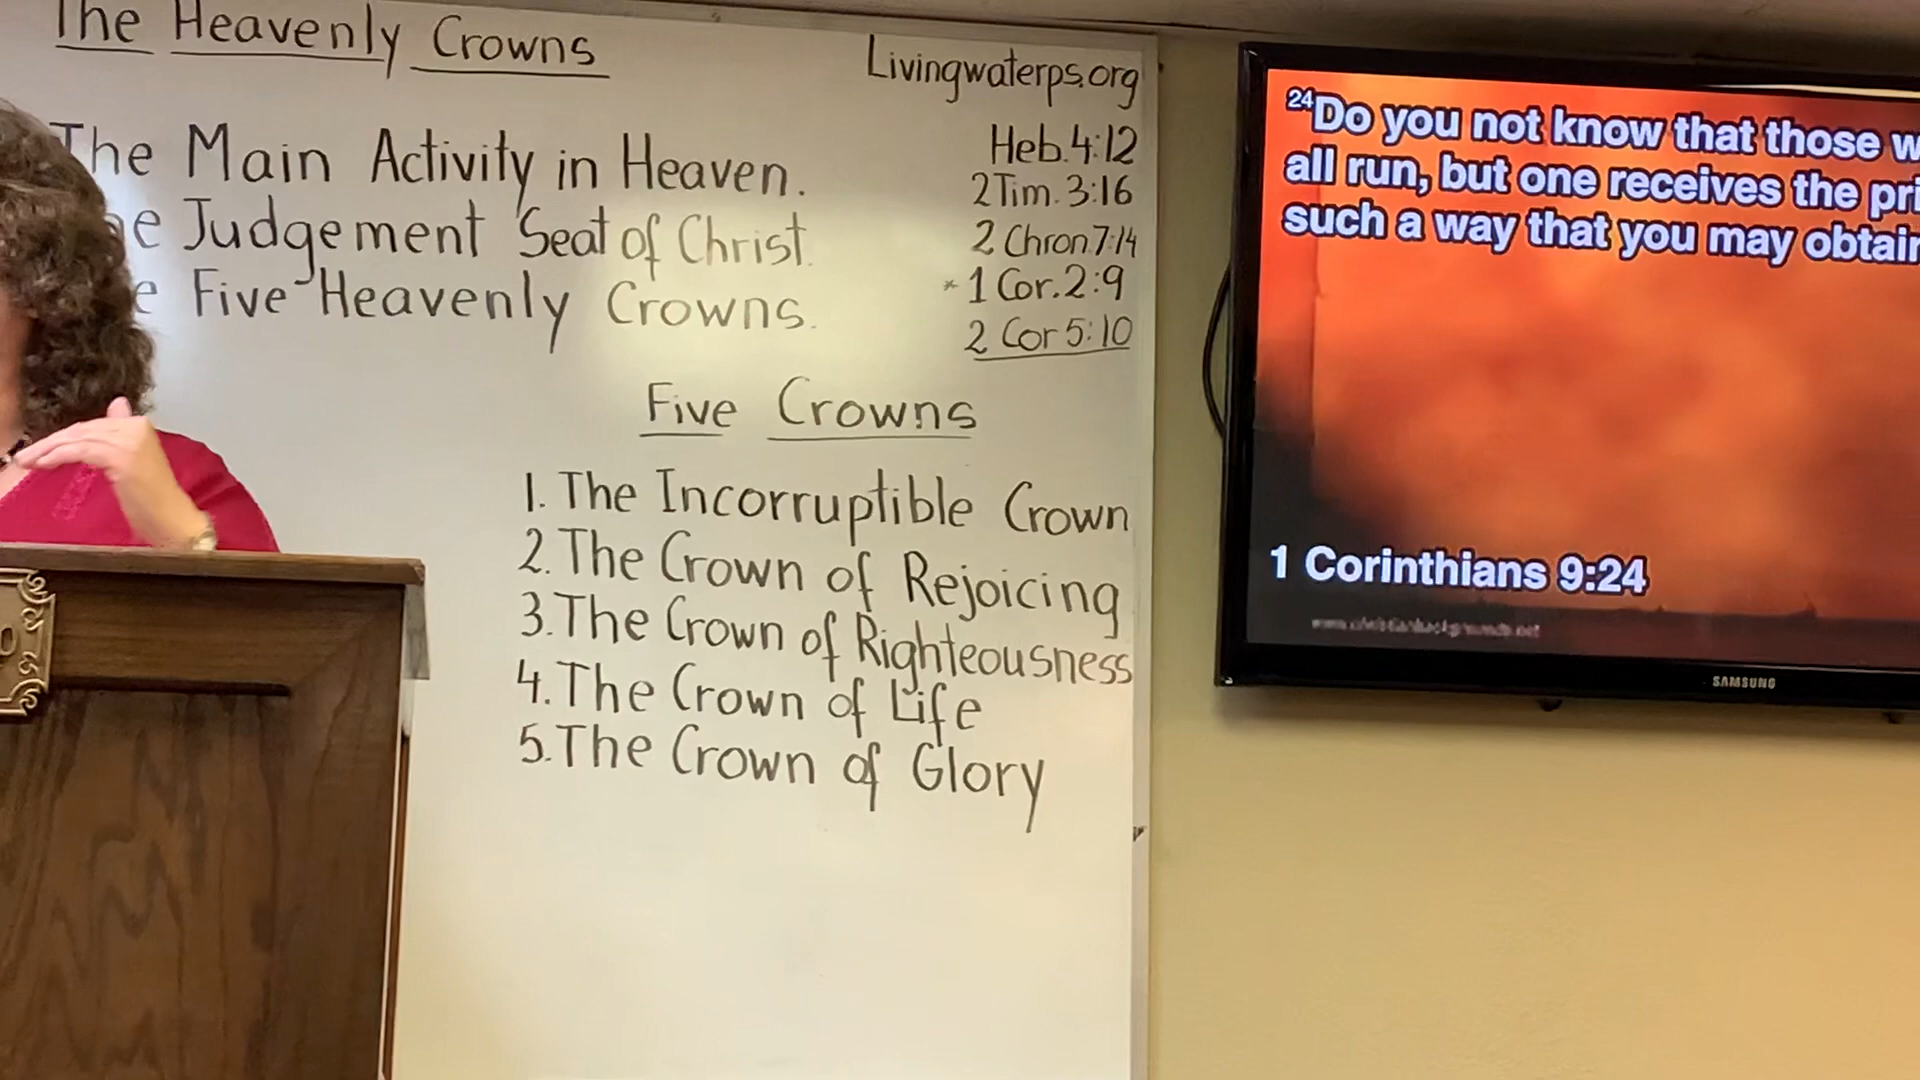 The Heavenly Crowns
Livingwaterps.org
The Main Activity in Heaven.
Judgement Seat of Christ.
Five Heavenly Crowns.
Heb. 4:12
2 Tim. 3:16
2 Chron 7:14
* 1 Cor. 2:9
2 Cor 5:10
Five Crowns
1. The Incorruptible Crown
2. The Crown of Rejoicing
3. The Crown of Righteousness
4. The Crown of Life
5. The Crown of Glory
24 Do you not know that those
all run, but one receives the
such a way that you may
1 Corinthians 9:24
SAMSUNG